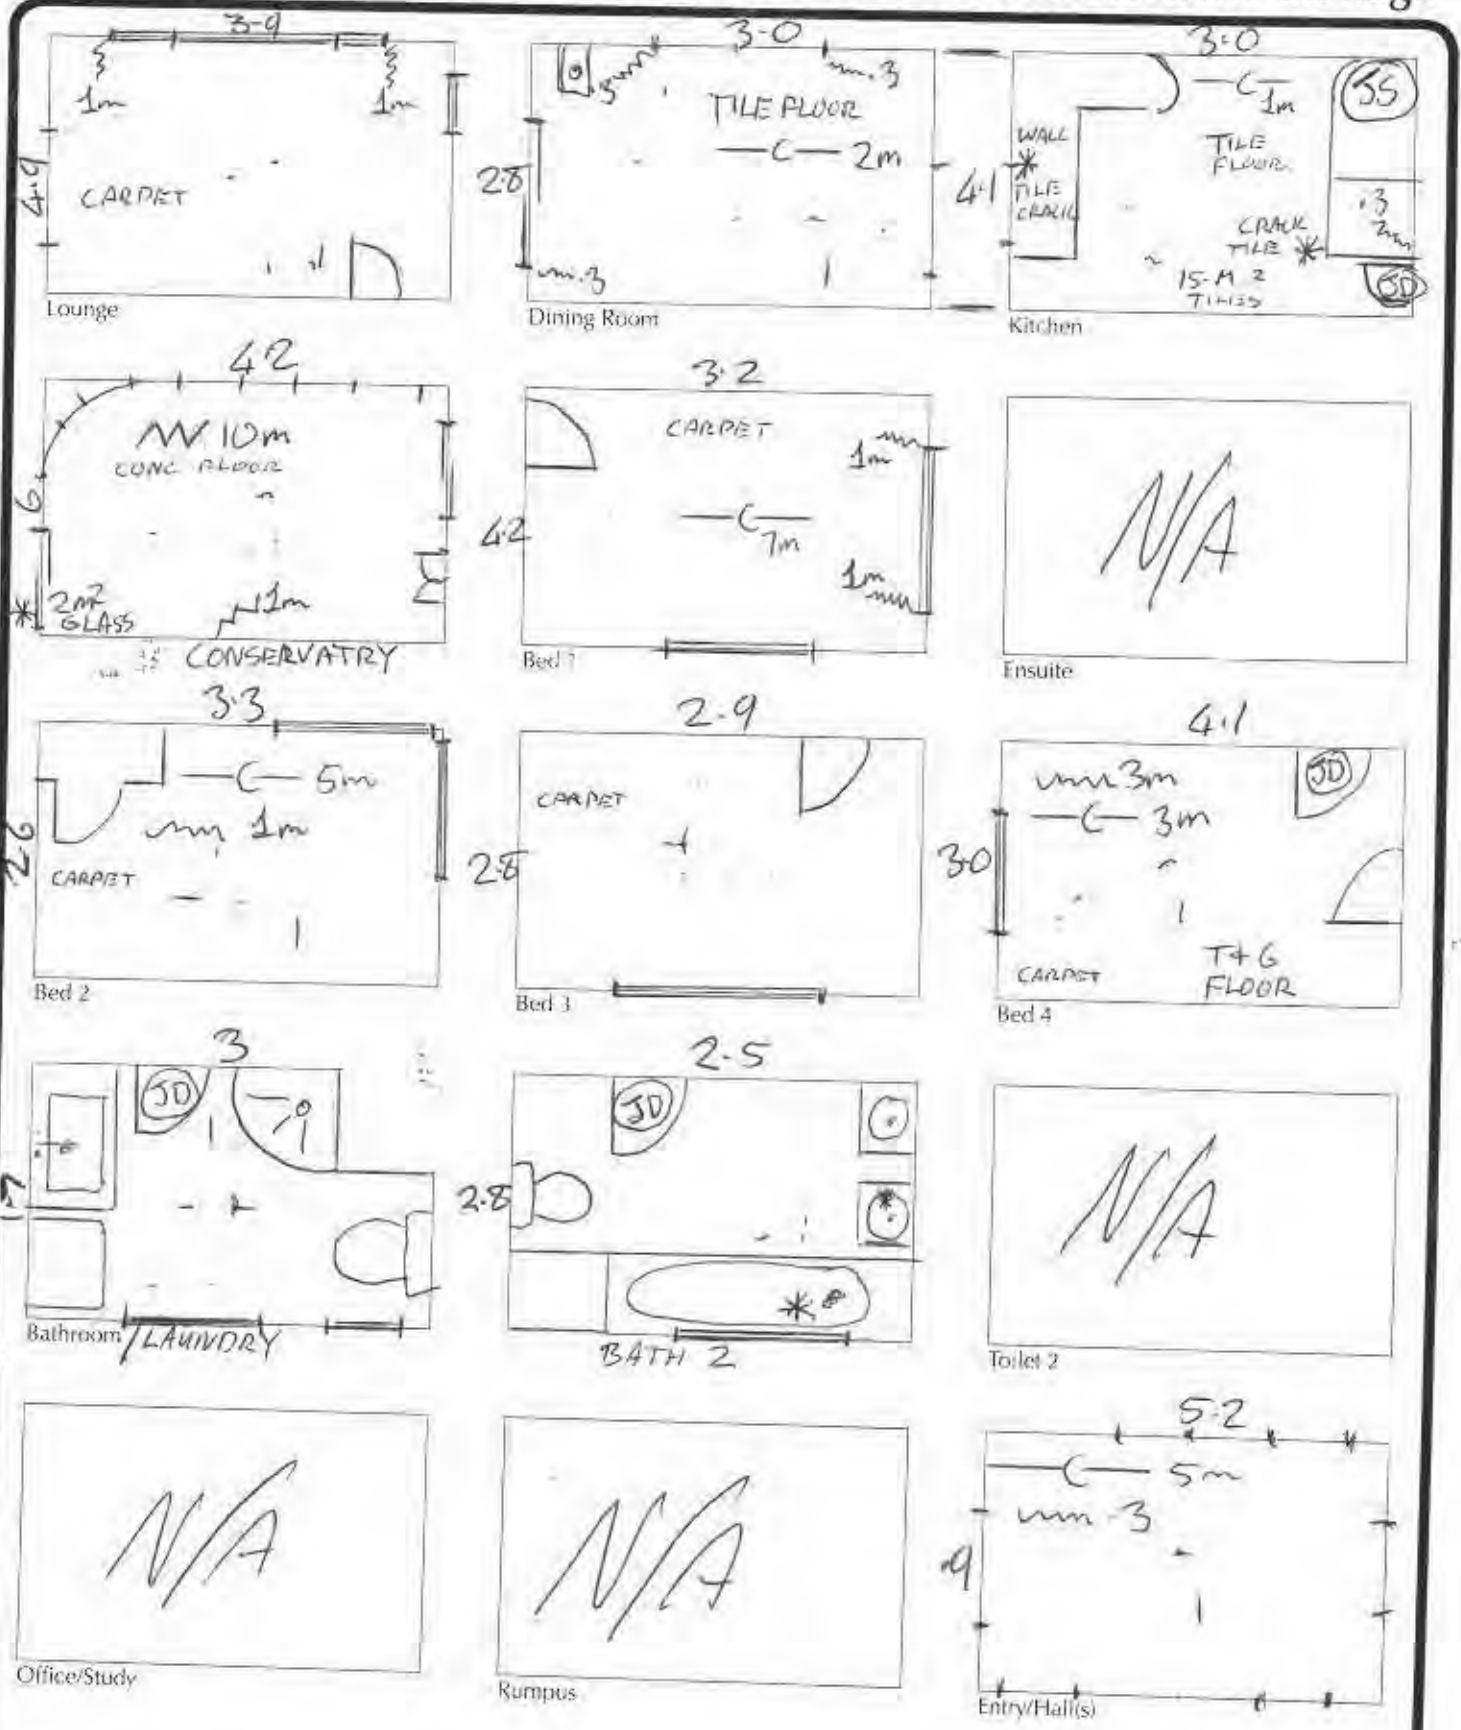 3-9
1m
1m
4.9
CARPET
Lounge
3-0
.3
TILE FLOOR
C 2m
2.8
.3
Dining Room
3.0
C 1m
JS
WALL
TILE
CRACK
TILE
FLOOR
4.1
.3
2m
CRACK
TILE
15-M2
TILES
JD
Kitchen
4.2
10m
CONC FLOOR
6
2m2
GLASS
1m
CONSERVATRY
3.2
CARPET
1m
4.2
C 7m
1m
Bed 1
N/A
Ensuite
3.3
C 5m
1m
2.6
CARPET
Bed 2
2.9
CARPET
2.8
Bed 3
4.1
3m
JD
C 3m
3.0
CARPET
T+G
FLOOR
Bed 4
3
JD
Bathroom/LAUNDRY
2.5
JD
2.8
BATH 2
N/A
Toilet 2
N/A
Office/Study
N/A
Rumpus
5.2
C 5m
.3
.9
Entry/Hall(s)